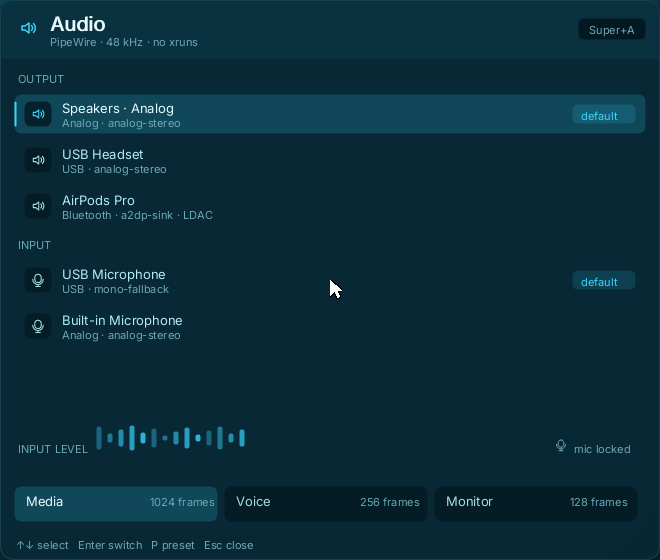 Audio
PipeWire · 48 kHz · no xruns
Super+A
OUTPUT
Speakers · Analog
Analog · analog-stereo
default
USB Headset
USB · analog-stereo
AirPods Pro
Bluetooth · a2dp-sink · LDAC
INPUT
USB Microphone
USB · mono-fallback
default
Built-in Microphone
Analog · analog-stereo
INPUT LEVEL
mic locked
Media 1024 frames
Voice 256 frames
Monitor 128 frames
↑↓ select Enter switch P preset Esc close